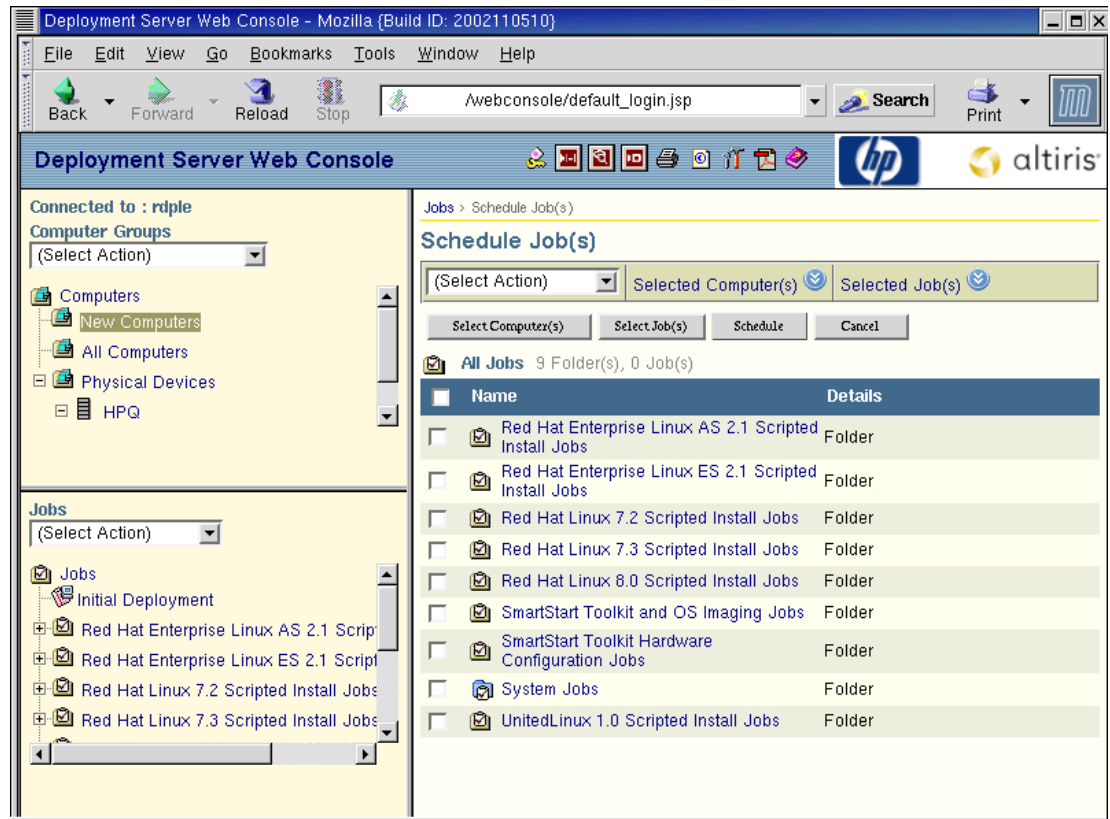 Deployment Server Web Console - Mozilla {Build ID: 2002110510}
File Edit View Go Bookmarks Tools Window Help
Back Forward Reload Stop /webconsole/default_login.jsp Search Print
Deployment Server Web Console
hp altiris
Connected to : rdple
Computer Groups
(Select Action)
Computers
New Computers
All Computers
Physical Devices
HPQ
Jobs
(Select Action)
Jobs
Initial Deployment
Red Hat Enterprise Linux AS 2.1 Script
Red Hat Enterprise Linux ES 2.1 Script
Red Hat Linux 7.2 Scripted Install Jobs
Red Hat Linux 7.3 Scripted Install Jobs
Jobs > Schedule Job(s)
Schedule Job(s)
(Select Action) Selected Computer(s) Selected Job(s)
Select Computer(s) Select Job(s) Schedule Cancel
All Jobs 9 Folder(s), 0 Job(s)
Name Details
Red Hat Enterprise Linux AS 2.1 Scripted
Install Jobs Folder
Red Hat Enterprise Linux ES 2.1 Scripted
Install Jobs Folder
Red Hat Linux 7.2 Scripted Install Jobs Folder
Red Hat Linux 7.3 Scripted Install Jobs Folder
Red Hat Linux 8.0 Scripted Install Jobs Folder
SmartStart Toolkit and OS Imaging Jobs Folder
SmartStart Toolkit Hardware
Configuration Jobs Folder
System Jobs Folder
UnitedLinux 1.0 Scripted Install Jobs Folder